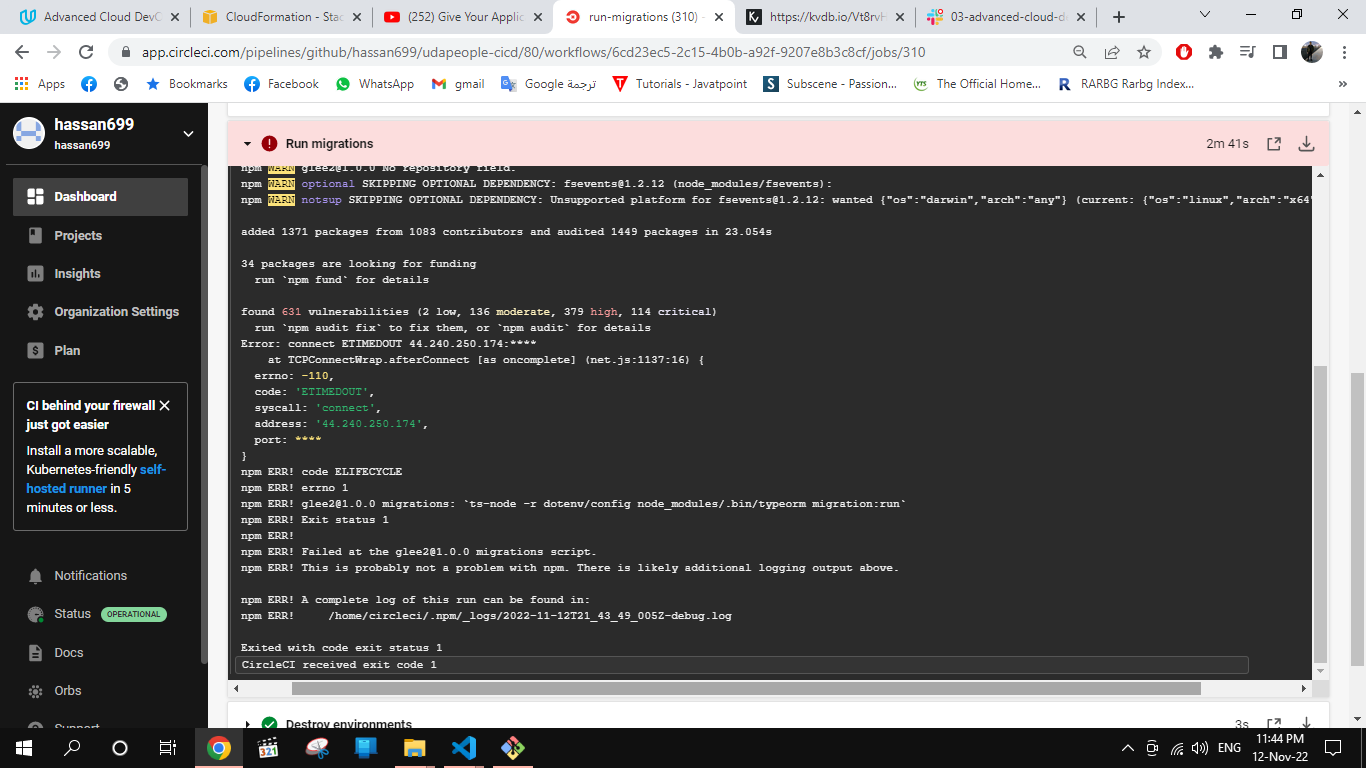 Advanced Cloud DevC
CloudFormation - Stac
(252) Give Your Applic
run-migrations (310) -
https://kvdb.io/Vt8rvH
03-advanced-cloud-de
app.circleci.com/pipelines/github/hassan699/udapeople-cicd/80/workflows/6cd23ec5-2c15-4b0b-a92f-9207e8b3c8cf/jobs/310
Apps
Bookmarks
Facebook
WhatsApp
gmail
ترجمة Google
Tutorials - Javatpoint
Subscene - Passion...
The Official Home...
RARBG Rarbg Index...
hassan699
hassan699
Dashboard
Projects
Insights
Organization Settings
Plan
CI behind your firewall
just got easier
Install a more scalable,
Kubernetes-friendly self-
hosted runner in 5
minutes or less.
Notifications
Status OPERATIONAL
Docs
Orbs
Support
Run migrations 2m 41s
npm WARN glee2@1.0.0 No repository field.
npm WARN optional SKIPPING OPTIONAL DEPENDENCY: fsevents@1.2.12 (node_modules/fsevents):
npm WARN notsup SKIPPING OPTIONAL DEPENDENCY: Unsupported platform for fsevents@1.2.12: wanted {"os":"darwin","arch":"any"} (current: {"os":"linux","arch":"x64"
added 1371 packages from 1083 contributors and audited 1449 packages in 23.054s
34 packages are looking for funding
run `npm fund` for details
found 631 vulnerabilities (2 low, 136 moderate, 379 high, 114 critical)
run `npm audit fix` to fix them, or `npm audit` for details
Error: connect ETIMEDOUT 44.240.250.174:****
at TCPConnectWrap.afterConnect [as oncomplete] (net.js:1137:16) {
errno: -110,
code: 'ETIMEDOUT',
syscall: 'connect',
address: '44.240.250.174',
port: ****
}
npm ERR! code ELIFECYCLE
npm ERR! errno 1
npm ERR! glee2@1.0.0 migrations: `ts-node -r dotenv/config node_modules/.bin/typeorm migration:run`
npm ERR! Exit status 1
npm ERR!
npm ERR! Failed at the glee2@1.0.0 migrations script.
npm ERR! This is probably not a problem with npm. There is likely additional logging output above.
npm ERR! A complete log of this run can be found in:
npm ERR! /home/circleci/.npm/_logs/2022-11-12T21_43_49_005Z-debug.log
Exited with code exit status 1
CircleCI received exit code 1
Destroy environments 3s
321
ENG
11:44 PM
12-Nov-22